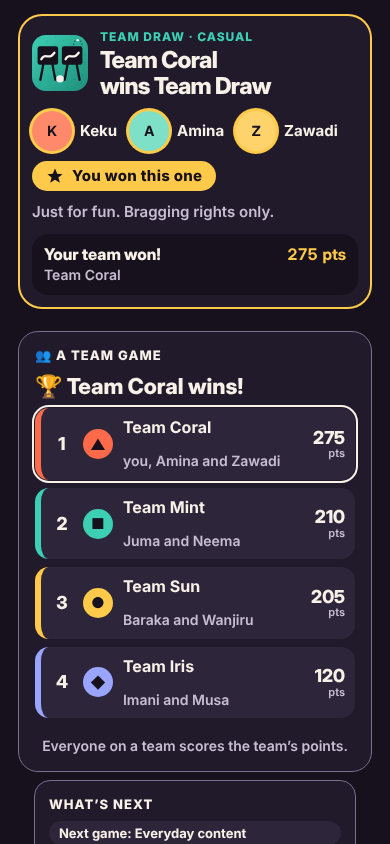 TEAM DRAW · CASUAL
Team Coral
wins Team Draw
K Keku A Amina Z Zawadi
★ You won this one
Just for fun. Bragging rights only.
Your team won! 275 pts
Team Coral
👥 A TEAM GAME
🏆 Team Coral wins!
1 Team Coral 275 pts
you, Amina and Zawadi
2 Team Mint 210 pts
Juma and Neema
3 Team Sun 205 pts
Baraka and Wanjiru
4 Team Iris 120 pts
Imani and Musa
Everyone on a team scores the team’s points.
WHAT’S NEXT
Next game: Everyday content